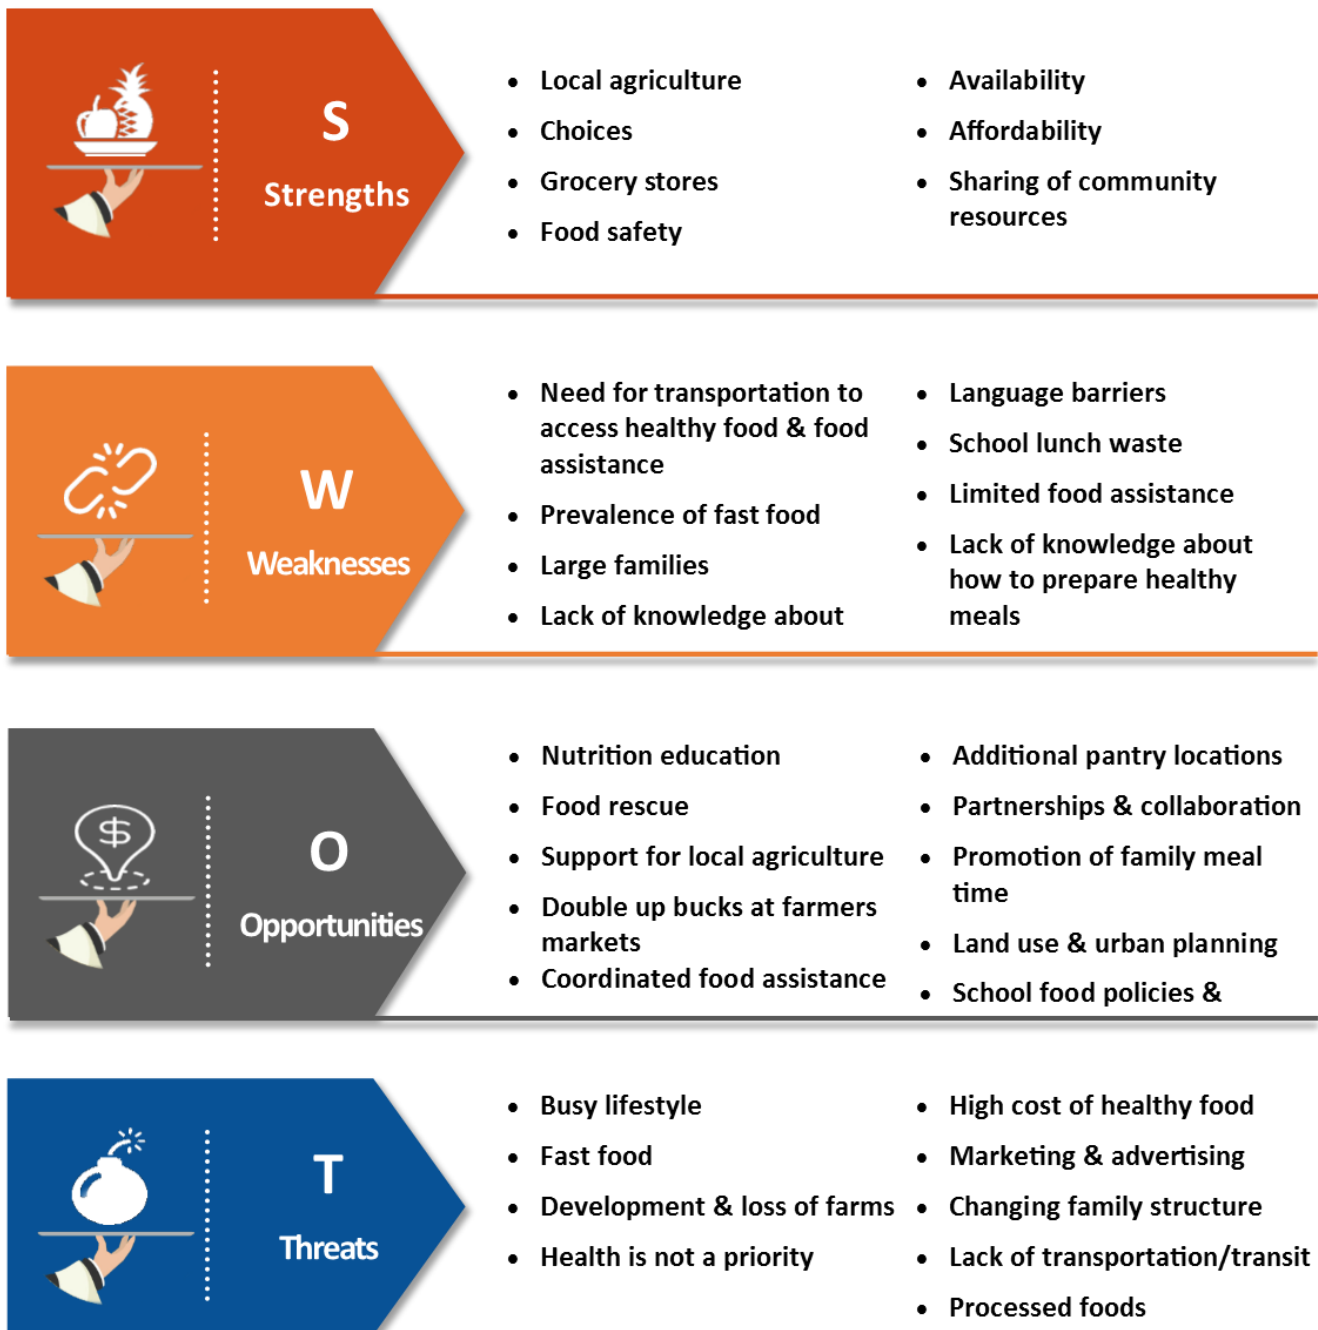 S
Strengths
• Local agriculture
• Choices
• Grocery stores
• Food safety
• Availability
• Affordability
• Sharing of community
resources
W
Weaknesses
• Need for transportation to
access healthy food & food
assistance
• Prevalence of fast food
• Large families
• Lack of knowledge about
• Language barriers
• School lunch waste
• Limited food assistance
• Lack of knowledge about
how to prepare healthy
meals
$
O
Opportunities
• Nutrition education
• Food rescue
• Support for local agriculture
• Double up bucks at farmers
markets
• Coordinated food assistance
• Additional pantry locations
• Partnerships & collaboration
• Promotion of family meal
time
• Land use & urban planning
• School food policies &
T
Threats
• Busy lifestyle
• Fast food
• Development & loss of farms
• Health is not a priority
• High cost of healthy food
• Marketing & advertising
• Changing family structure
• Lack of transportation/transit
• Processed foods